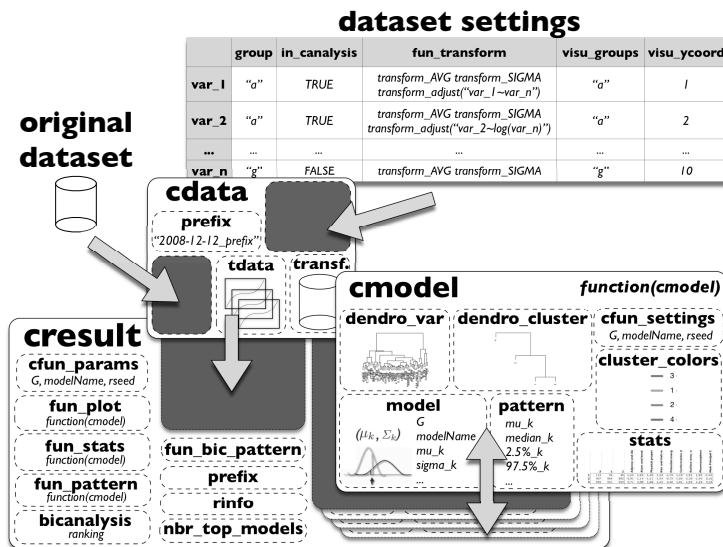 dataset settings
group in_canalysis fun_transform visu_groups visu_ycoord
var_1 "a" TRUE transform_AVG transform_SIGMA transform_adjust("var_1~var_n") "a" 1
var_2 "a" TRUE transform_AVG transform_SIGMA transform_adjust("var_2~log(var_n)") "a" 2
... ... ... ... ... ...
var_n "g" FALSE transform_AVG transform_SIGMA "g" 10
original
dataset
cdata
prefix
"2008-12-12_prefix"
tdata
transf.
cmodel
function(cmodel)
dendro_var
dendro_cluster
cfun_settings
G, modelName, rseed
cluster_colors
3
1
2
4
model
(μk, Σk)
G
modelName
mu_k
sigma_k
...
pattern
mu_k
median_k
2.5%_k
97.5%_k
...
stats
cresult
cfun_params
G, modelName, rseed
fun_plot
function(cmodel)
fun_stats
function(cmodel)
fun_pattern
function(cmodel)
bicanalysis
ranking
fun_bic_pattern
prefix
rinfo
nbr_top_models